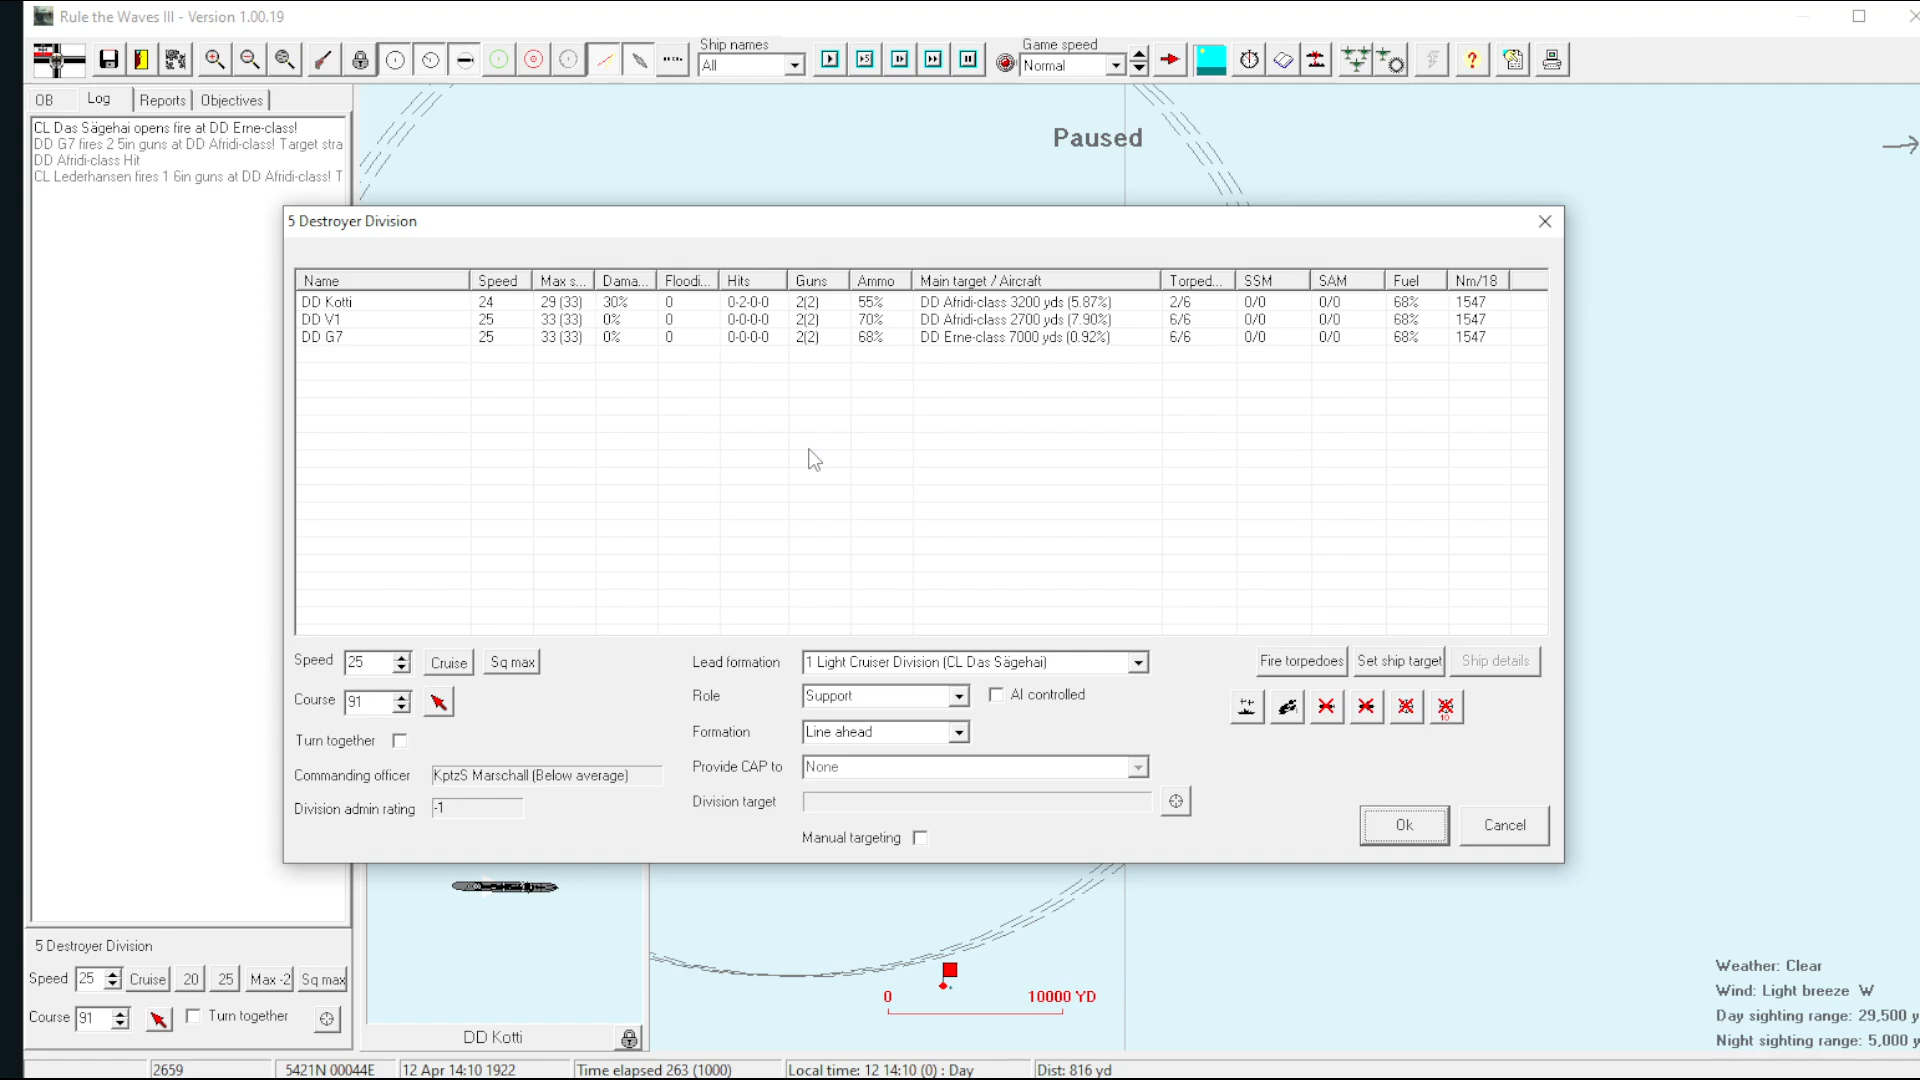 Rule the Waves III - Version 1.00.19
Ship names
All
Game speed
Normal
OB Log Reports Objectives
CL Das Sägehai opens fire at DD Erne-class!
DD G7 fires 2 5in guns at DD Afridi-class! Target stra
DD Afridi-class Hit
CL Lederhansen fires 1 6in guns at DD Afridi-class! T
Paused
5 Destroyer Division
Name Speed Max s... Dama... Floodi... Hits Guns Ammo Main target / Aircraft Torped... SSM SAM Fuel Nm/18
DD Kotti 24 29 (33) 30% 0 0-2-0-0 2(2) 55% DD Afridi-class 3200 yds (5.87%) 2/6 0/0 0/0 68% 1547
DD V1 25 33 (33) 0% 0 0-0-0-0 2(2) 70% DD Afridi-class 2700 yds (7.90%) 6/6 0/0 0/0 68% 1547
DD G7 25 33 (33) 0% 0 0-0-0-0 2(2) 68% DD Erne-class 7000 yds (0.92%) 6/6 0/0 0/0 68% 1547
Speed 25 Cruise Sq max Lead formation 1 Light Cruiser Division (CL Das Sägehai) Fire torpedoes Set ship target Ship details
Course 91 Role Support AI controlled
10
Turn together Formation Line ahead
Commanding officer KptzS Marschall (Below average) Provide CAP to None
Division admin rating -1 Division target
Manual targeting Ok Cancel
5 Destroyer Division
Speed 25 Cruise 20 25 Max -2 Sq max
Course 91 Turn together
DD Kotti
0 10000 YD
Weather: Clear
Wind: Light breeze W
Day sighting range: 29,500 y
Night sighting range: 5,000 y
2659 5421N 00044E 12 Apr 14:10 1922 Time elapsed 263 (1000) Local time: 12 14:10 (0) : Day Dist: 816 yd